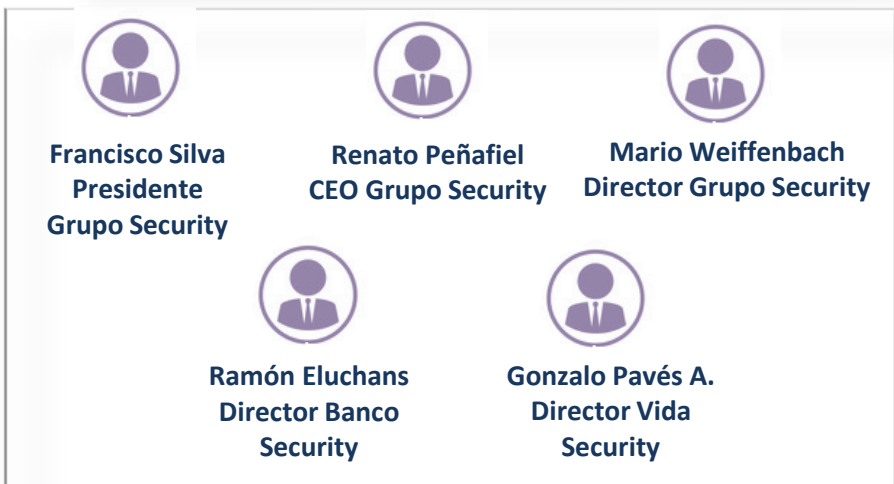 Francisco Silva
Presidente
Grupo Security
Renato Peñafiel
CEO Grupo Security
Mario Weiffenbach
Director Grupo Security
Ramón Eluchans
Director Banco
Security
Gonzalo Pavés A.
Director Vida
Security